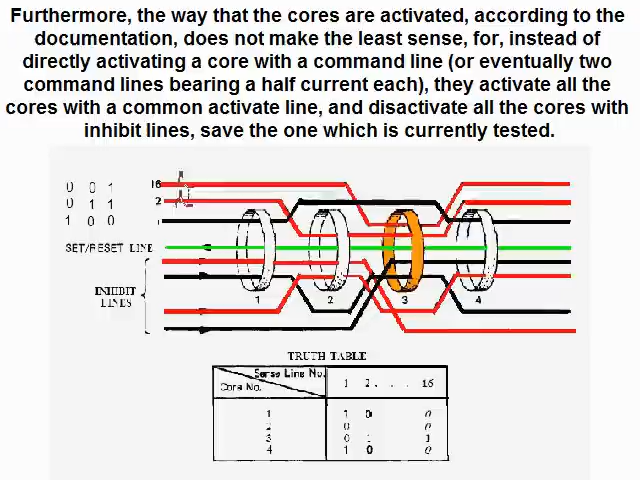 Furthermore, the way that the cores are activated, according to the
documentation, does not make the least sense, for, instead of
directly activating a core with a command line (or eventually two
command lines bearing a half current each), they activate all the
cores with a common activate line, and disactivate all the cores with
inhibit lines, save the one which is currently tested.
0 0 1 16
0 1 1 2
1 0 0
SET/RESET LINE
INHIBIT
LINES
1 2 3 4
TRUTH TABLE
Sense Line No. 1 2 . . . 16
Core No.
1 1 0 0
2 0 0
3 0 1 1
4 1 0 0